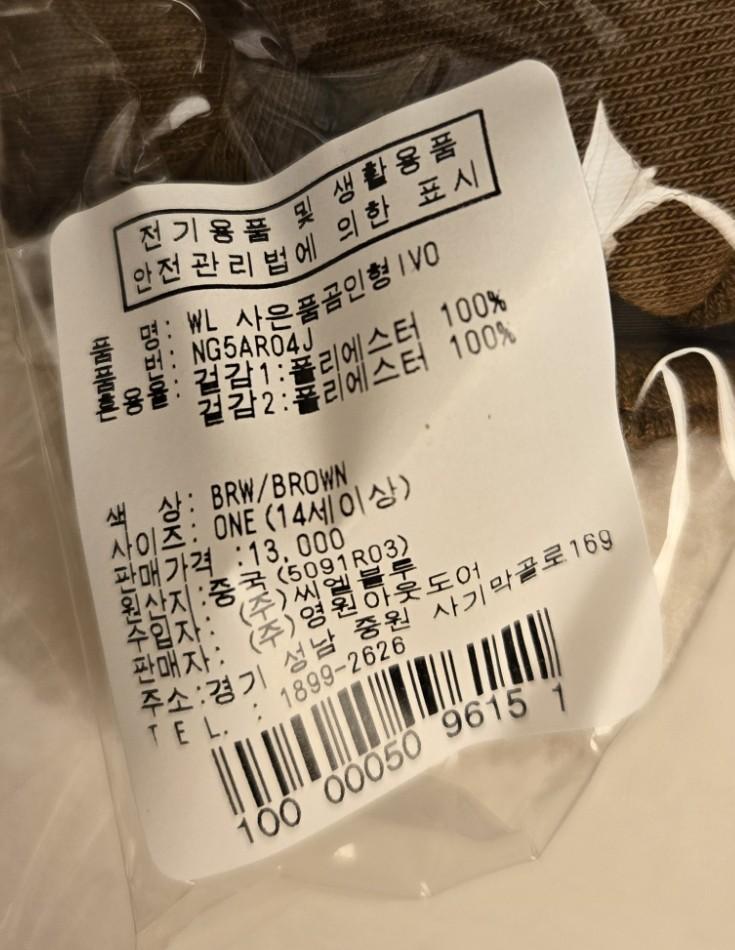 전기용품 및 생활용품
안전관리법에 의한 표시
품 명: WL 사은품곰인형 IVO
품 번: NG5AR04J
혼용율: 겉감1:폴리에스터 100%
겉감2:폴리에스터 100%
색 상: BRW/BROWN
사이즈: ONE(14세이상)
판매가격 :13,000
원산지:중국(5091R03)
수입자: (주)씨엘블루
판매자: (주)영원아웃도어
주소:경기 성남 중원 사기막골로169
T E L. : 1899-2626
100 00050 9615 1